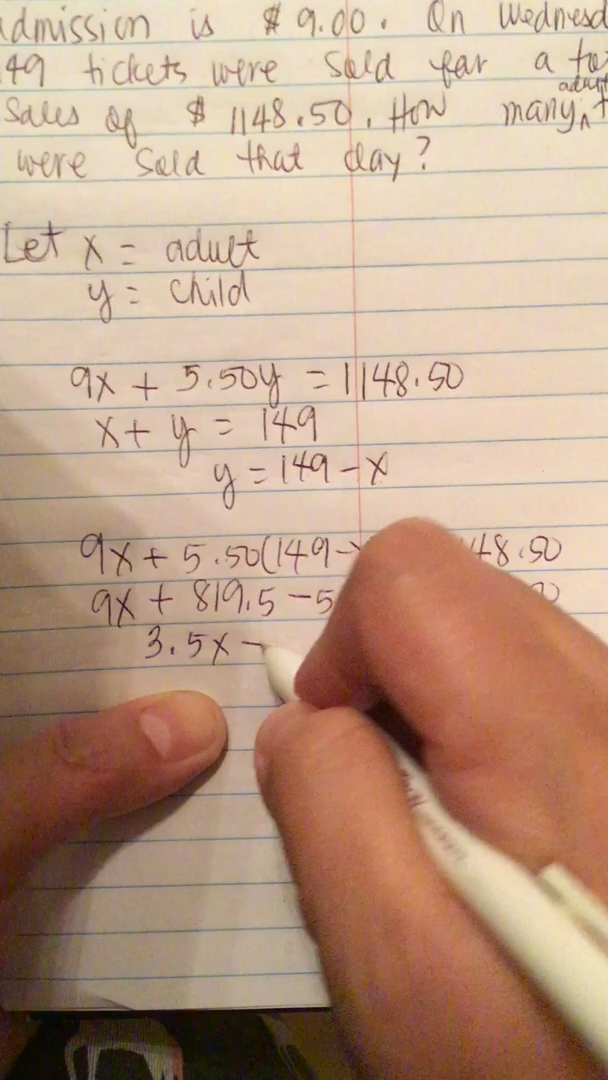 admission is $9.00. On Wednesd
149 tickets were sold for a to
adult
Sales of $1148.50. How many ^ t
were sold that day?
Let x = adult
y = child
9x + 5.50y = 1148.50
x + y = 149
y = 149 - x
9x + 5.50(149 - x 48.50
9x + 819.5 - 5 0
3.5x -